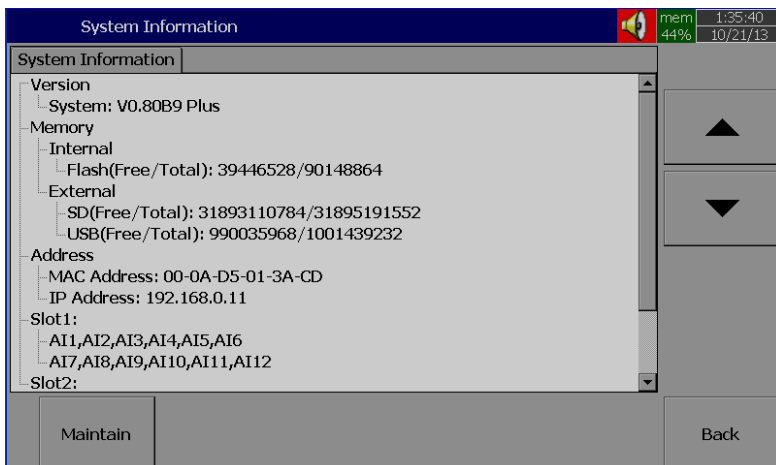 System Information
mem
1:35:40
44%
10/21/13
System Information
Version
System: V0.80B9 Plus
Memory
Internal
Flash(Free/Total): 39446528/90148864
External
SD(Free/Total): 31893110784/31895191552
USB(Free/Total): 990035968/1001439232
Address
MAC Address: 00-0A-D5-01-3A-CD
IP Address: 192.168.0.11
Slot1:
AI1,AI2,AI3,AI4,AI5,AI6
AI7,AI8,AI9,AI10,AI11,AI12
Slot2:
Maintain
Back